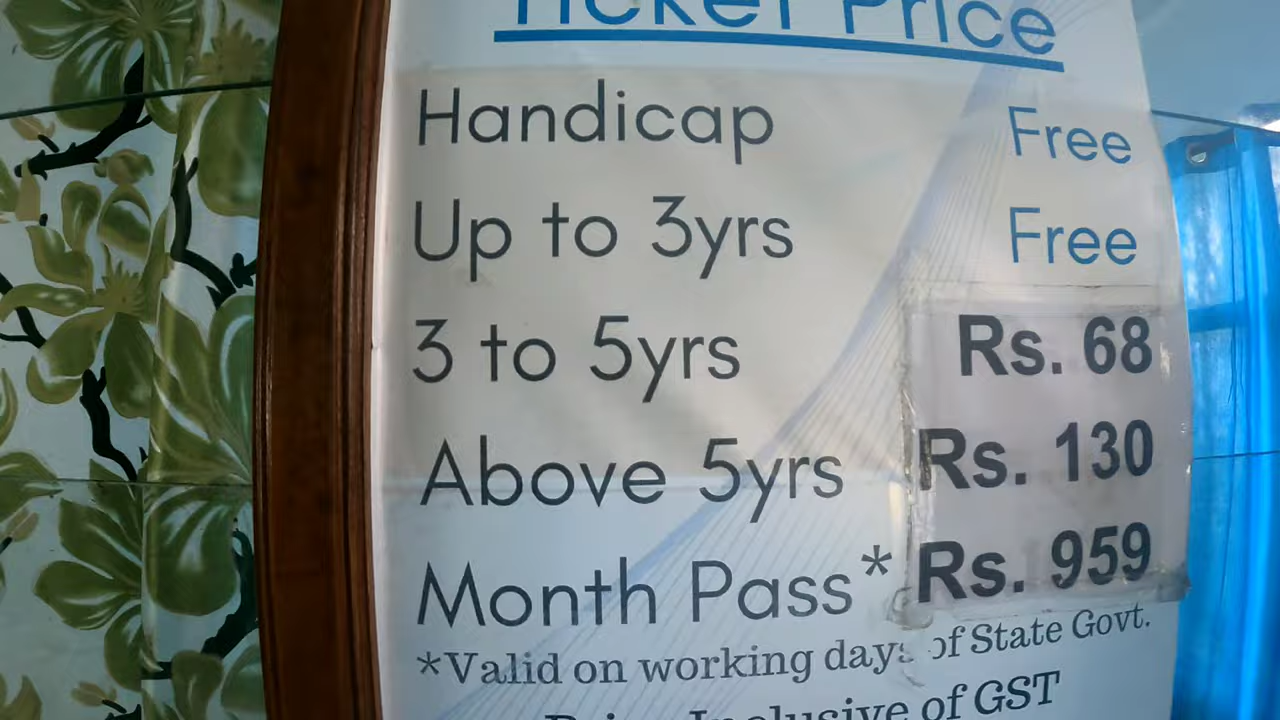 Ticket Price
Handicap Free
Up to 3yrs Free
3 to 5yrs Rs. 68
Above 5yrs Rs. 130
Month Pass* Rs. 959
*Valid on working days of State Govt.
Inclusive of GST